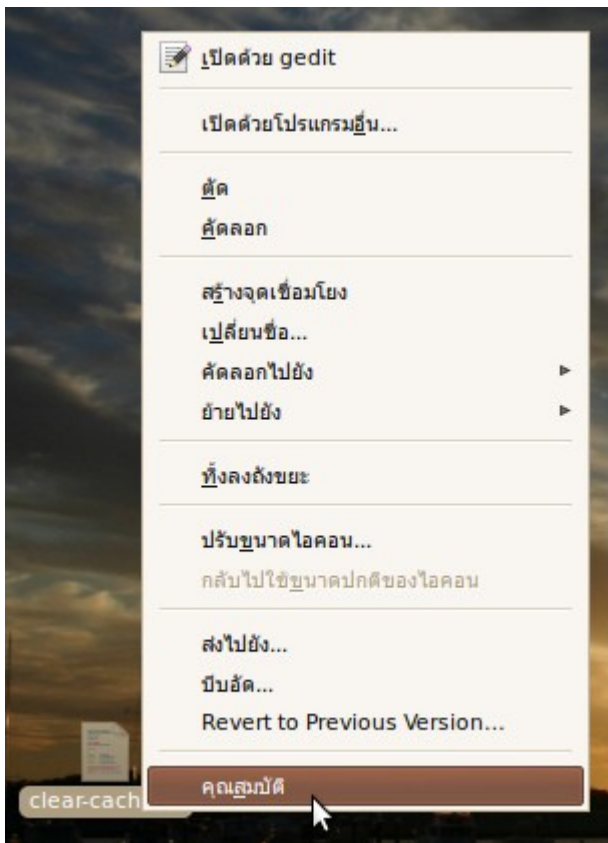 เปิดด้วย gedit
เปิดด้วยโปรแกรมอื่น...
ตัด
คัดลอก
สร้างจุดเชื่อมโยง
เปลี่ยนชื่อ...
คัดลอกไปยัง
ย้ายไปยัง
ทิ้งลงถังขยะ
ปรับขนาดไอคอน...
กลับไปใช้ขนาดปกติของไอคอน
ส่งไปยัง...
บีบอัด...
Revert to Previous Version...
คุณสมบัติ
clear-cach